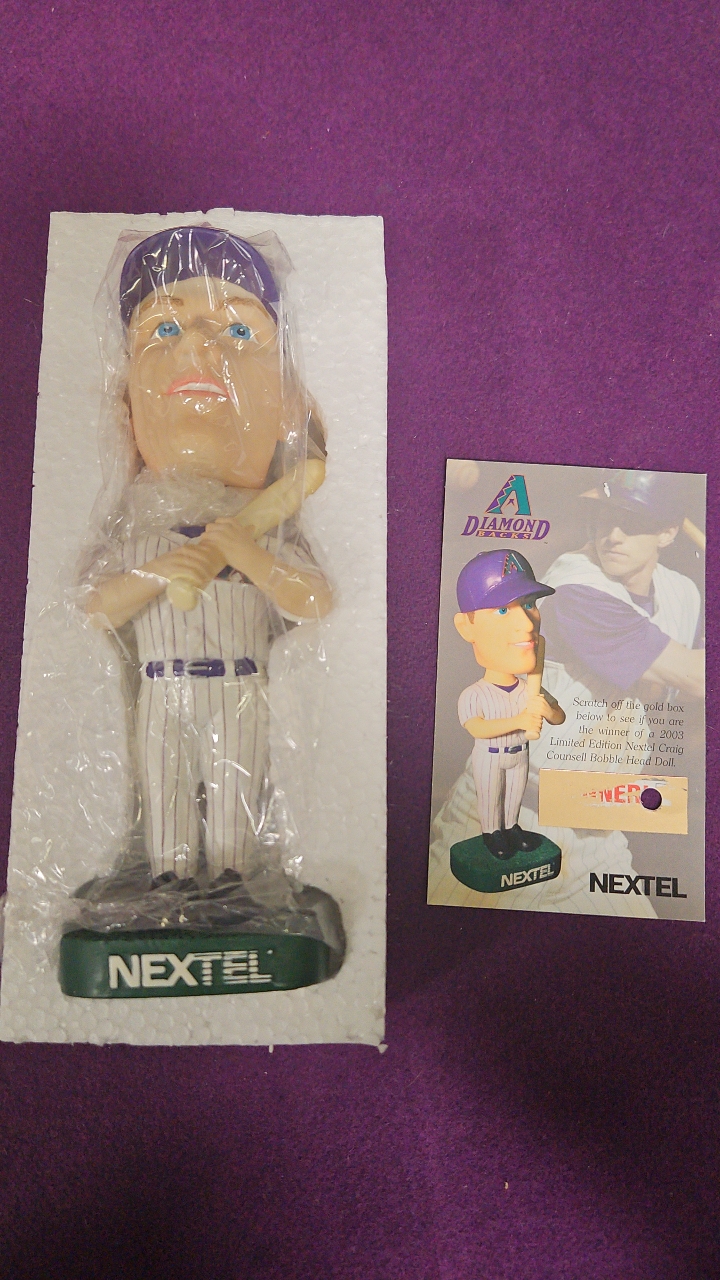 NEXTEL
A
DIAMOND
BACKS
TM
A
Scratch off the gold box
below to see if you are
the winner of a 2003
Limited Edition Nextel Craig
Counsell Bobble Head Doll.
NEXTEL
NEXTEL